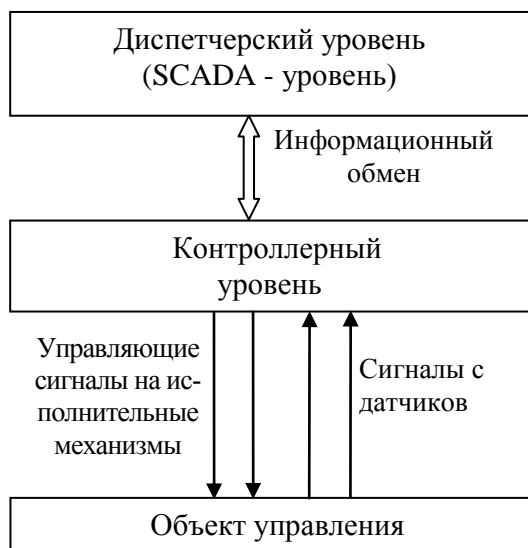 Диспетчерский уровень
(SCADA - уровень)
Информационный
обмен
Контроллерный
уровень
Управляющие
сигналы на ис-
полнительные
механизмы
Сигналы с
датчиков
Объект управления